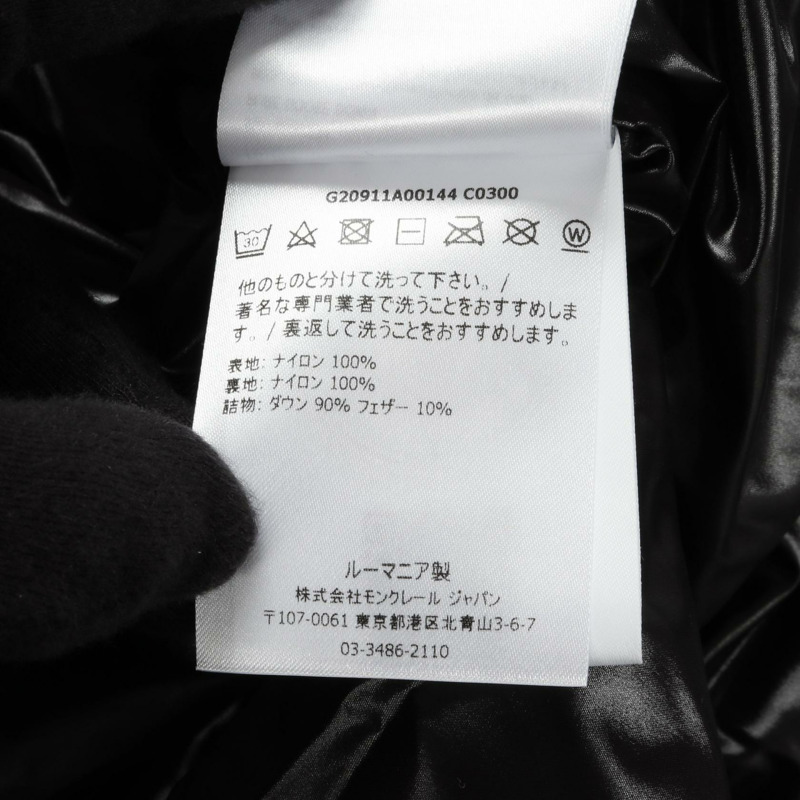 G20911A00144 C0300
30
W
他のものと分けて洗って下さい。/
著名な専門業者で洗うことをおすすめしま
す。/ 裏返して洗うことをおすすめします。
表地: ナイロン 100%
裏地: ナイロン 100%
詰物: ダウン 90% フェザー 10%
ルーマニア製
株式会社モンクレール ジャパン
〒107-0061 東京都港区北青山3-6-7
03-3486-2110